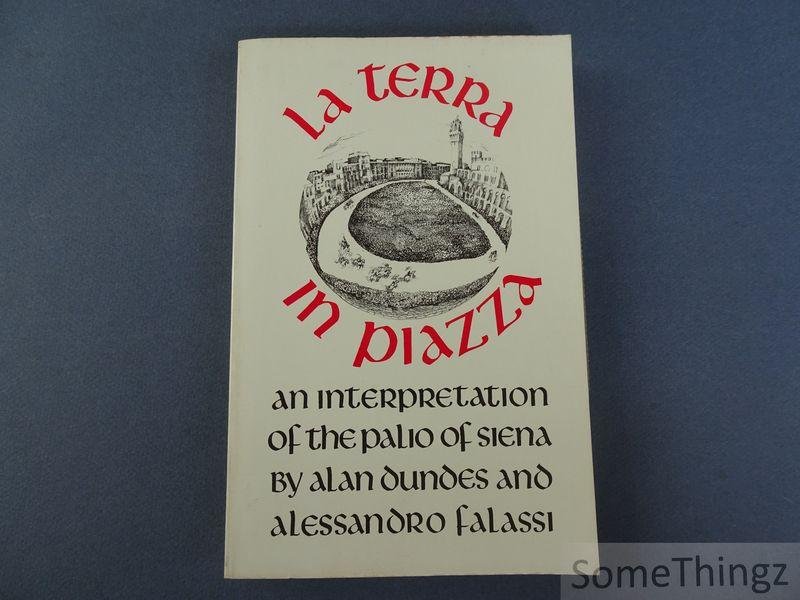 La Terra
in Piazza
an interpretation
of the palio of siena
by alan dundes and
alessandro falassi
SomeThingz